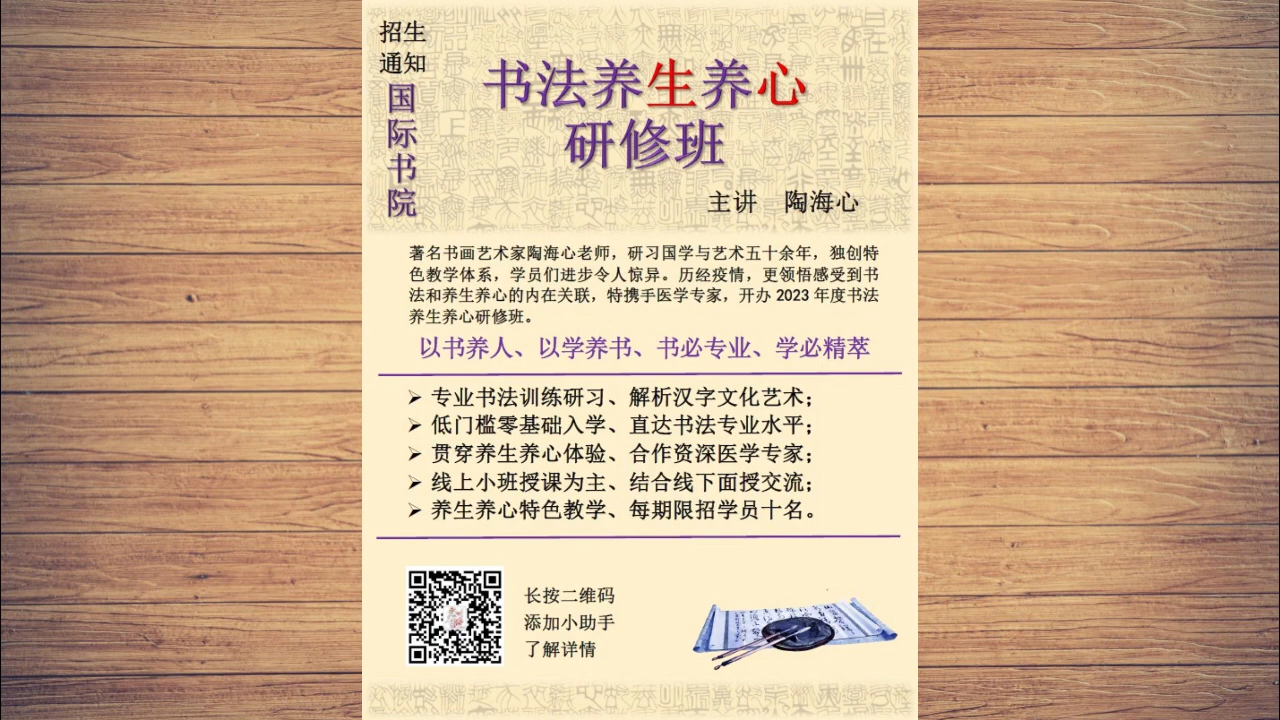 招生
通知
国际书院
书法养生养心
研修班
主讲 陶海心
著名书画艺术家陶海心老师，研习国学与艺术五十余年，独创特
色教学体系，学员们进步令人惊异。历经疫情，更领悟感受到书
法和养生养心的内在关联，特携手医学专家，开办 2023 年度书法
养生养心研修班。
以书养人、以学养书、书必专业、学必精萃
➢ 专业书法训练研习、解析汉字文化艺术；
➢ 低门槛零基础入学、直达书法专业水平；
➢ 贯穿养生养心体验、合作资深医学专家；
➢ 线上小班授课为主、结合线下面授交流；
➢ 养生养心特色教学、每期限招学员十名。
长按二维码
添加小助手
了解详情